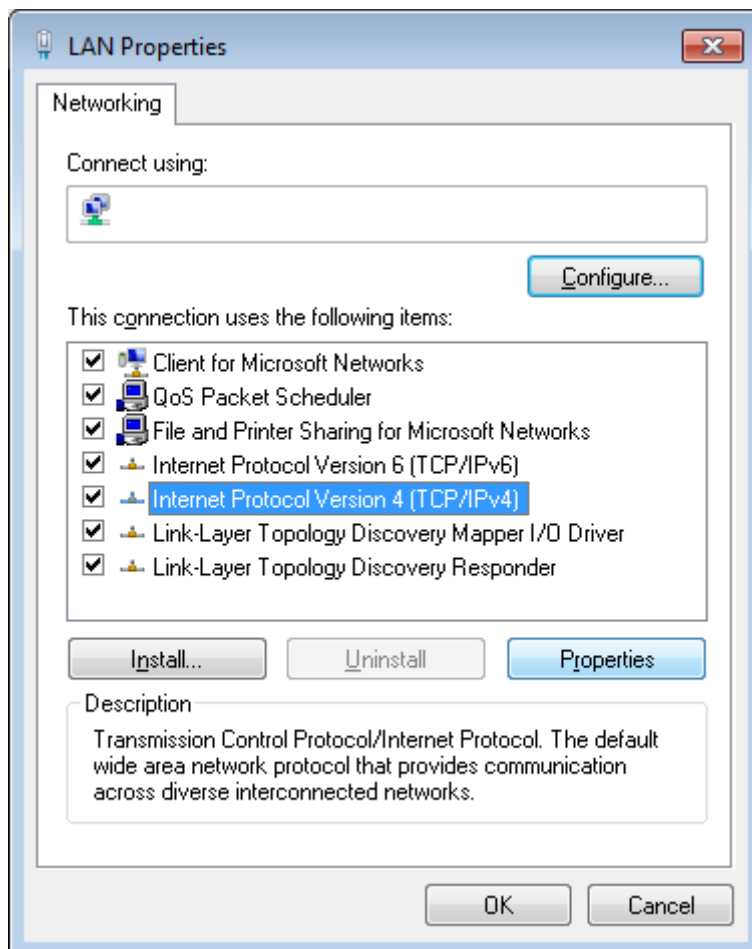 LAN Properties
Networking
Connect using:
Configure...
This connection uses the following items:
Client for Microsoft Networks
QoS Packet Scheduler
File and Printer Sharing for Microsoft Networks
Internet Protocol Version 6 (TCP/IPv6)
Internet Protocol Version 4 (TCP/IPv4)
Link-Layer Topology Discovery Mapper I/O Driver
Link-Layer Topology Discovery Responder
Install... Uninstall Properties
Description
Transmission Control Protocol/Internet Protocol. The default
wide area network protocol that provides communication
across diverse interconnected networks.
OK Cancel